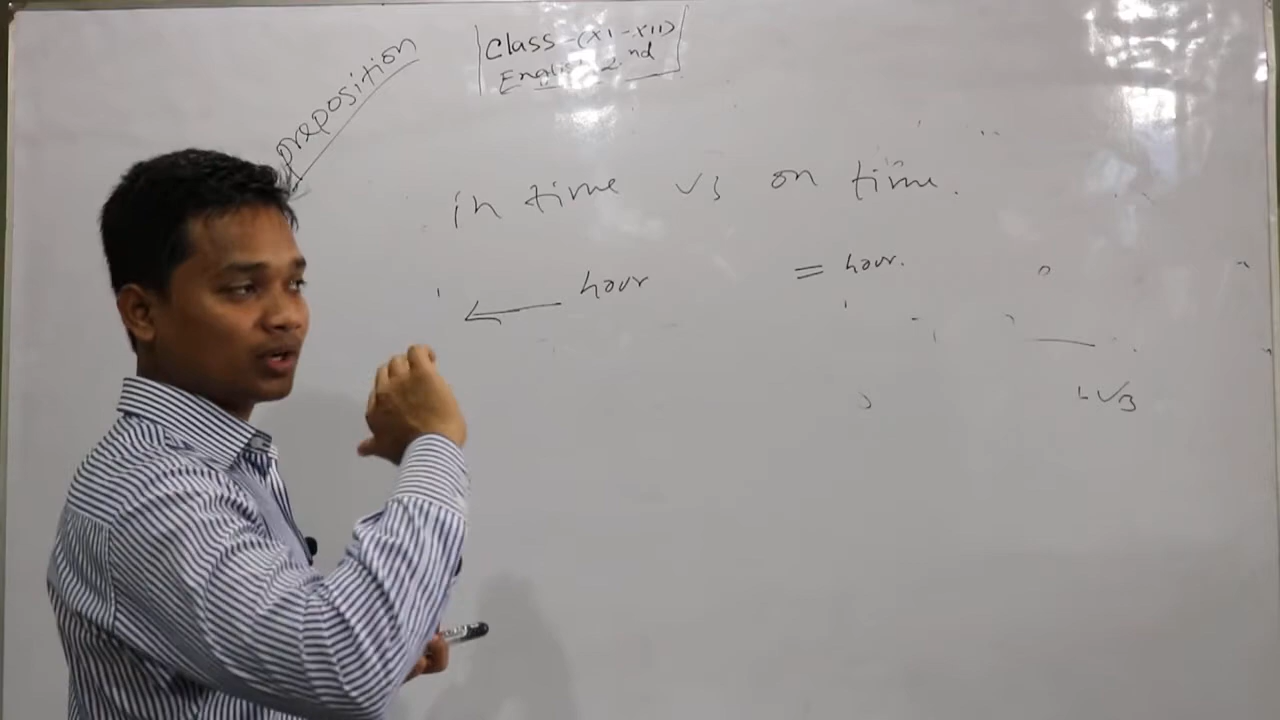 preposition
Class-(XI-XII)
English 2nd
in time vs on time.
hour
= hour.